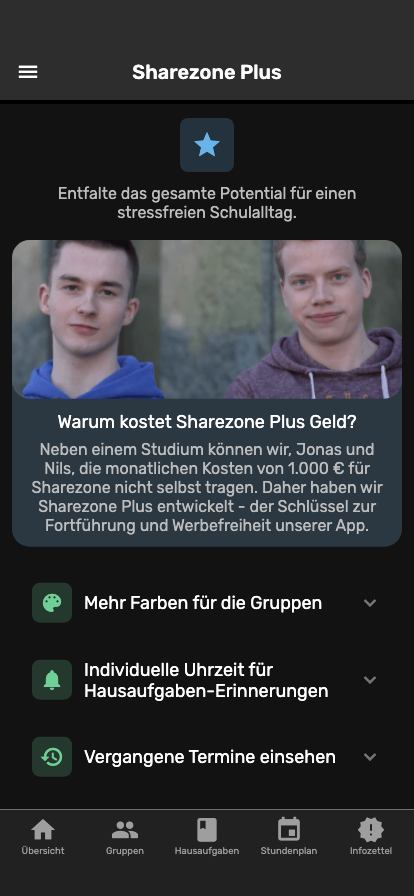 Sharezone Plus
Entfalte das gesamte Potential für einen
stressfreien Schulalltag.
Warum kostet Sharezone Plus Geld?
Neben einem Studium können wir, Jonas und
Nils, die monatlichen Kosten von 1.000 € für
Sharezone nicht selbst tragen. Daher haben wir
Sharezone Plus entwickelt - der Schlüssel zur
Fortführung und Werbefreiheit unserer App.
Mehr Farben für die Gruppen
Individuelle Uhrzeit für
Hausaufgaben-Erinnerungen
Vergangene Termine einsehen
Übersicht
Gruppen
Hausaufgaben
Stundenplan
Infozettel